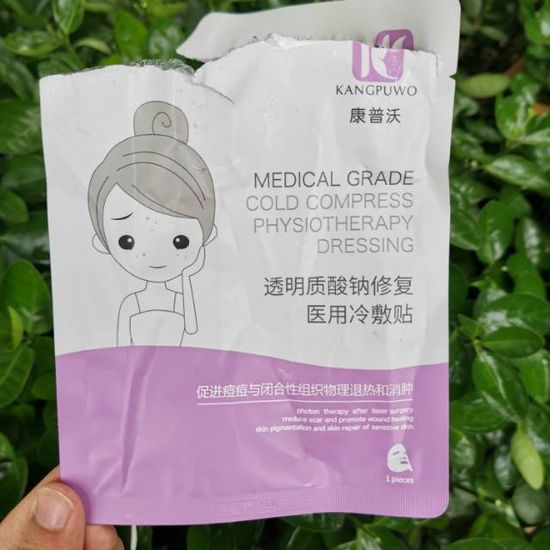 KANGPUWO
康普沃
MEDICAL GRADE
COLD COMPRESS
PHYSIOTHERAPY
DRESSING
透明质酸钠修复
医用冷敷贴
促进痘痘与闭合性组织物理退热和消肿
photon therapy after laser surgery
reduce scar and promote wound healing
skin pigmentation and skin repair of sensitive skin
1 pieces